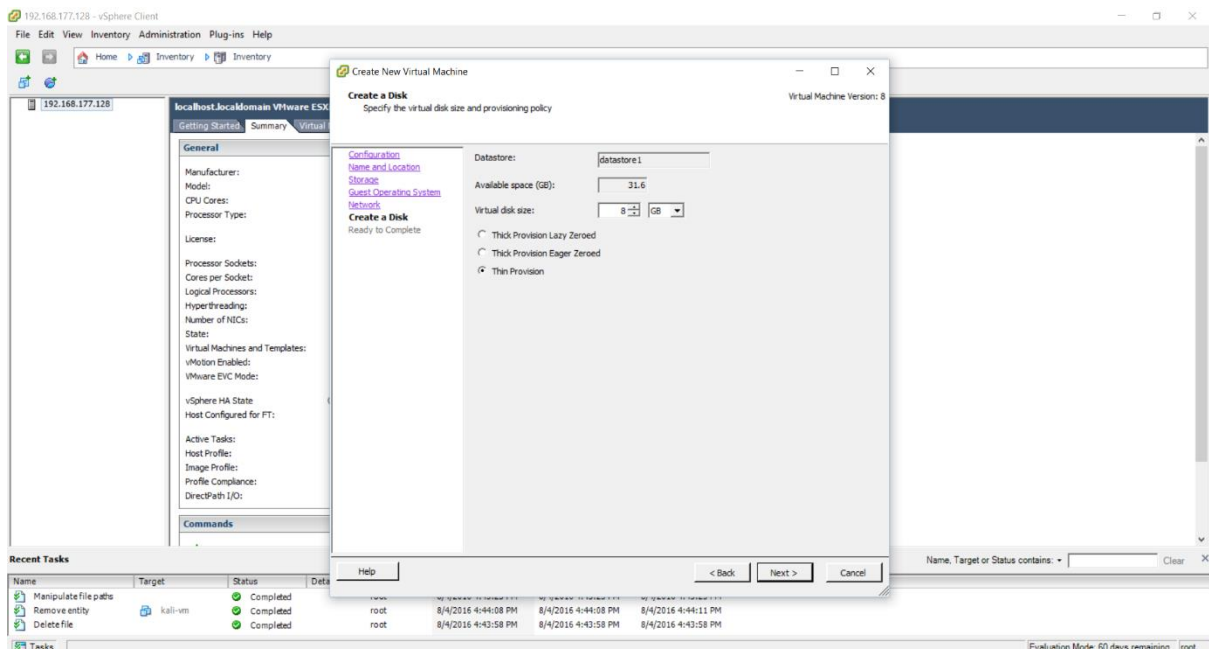 192.168.177.128 - vSphere Client
File Edit View Inventory Administration Plug-ins Help
Home Inventory Inventory
192.168.177.128
localhost.localdomain VMware ESX
Getting Started Summary Virtual
General
Manufacturer:
Model:
CPU Cores:
Processor Type:
License:
Processor Sockets:
Cores per Socket:
Logical Processors:
Hyperthreading:
Number of NICs:
State:
Virtual Machines and Templates:
vMotion Enabled:
VMware EVC Mode:
vSphere HA State
Host Configured for FT:
Active Tasks:
Host Profile:
Image Profile:
Profile Compliance:
DirectPath I/O:
Commands
Create New Virtual Machine
Create a Disk
Specify the virtual disk size and provisioning policy
Virtual Machine Version: 8
Configuration
Name and Location
Storage
Guest Operating System
Network
Create a Disk
Ready to Complete
Datastore: datastore1
Available space (GB): 31.6
Virtual disk size: 8 GB
Thick Provision Lazy Zeroed
Thick Provision Eager Zeroed
Thin Provision
Help < Back Next > Cancel
Recent Tasks Name, Target or Status contains: Clear
Name Target Status Deta
Manipulate file paths Completed
Remove entity kali-vm Completed root 8/4/2016 4:44:08 PM 8/4/2016 4:44:08 PM 8/4/2016 4:44:11 PM
Delete file Completed root 8/4/2016 4:43:58 PM 8/4/2016 4:43:58 PM 8/4/2016 4:43:58 PM
Tasks Evaluation Mode: 60 days remaining root